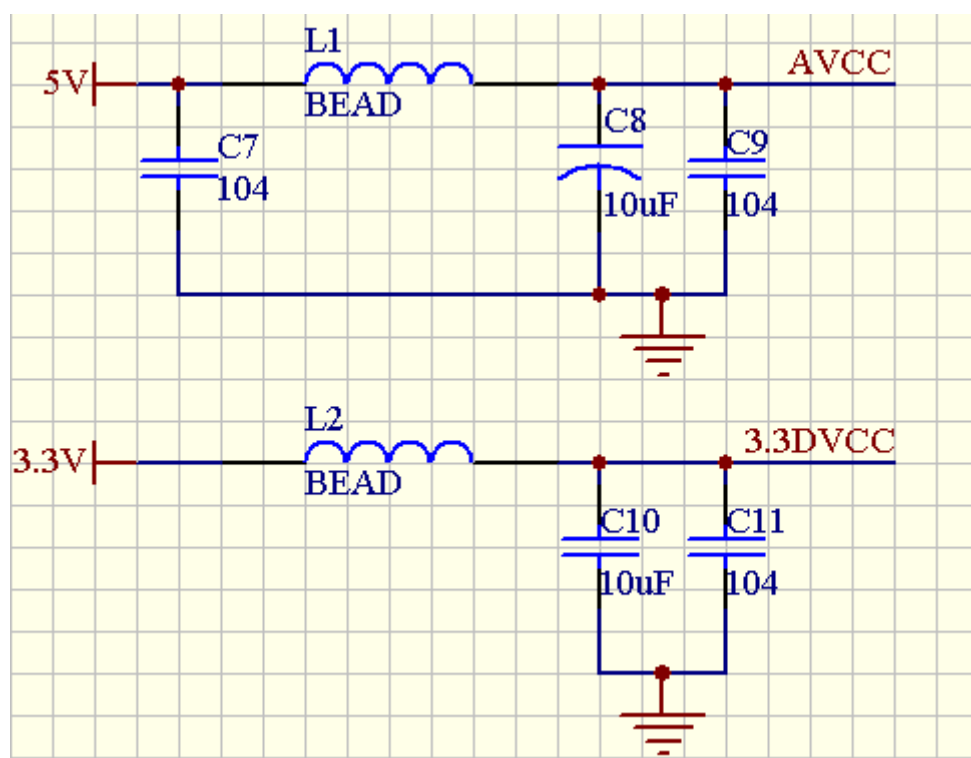 L1
5V
AVCC
BEAD
C7
104
C8
10uF
C9
104
L2
3.3V
3.3DVCC
BEAD
C10
10uF
C11
104